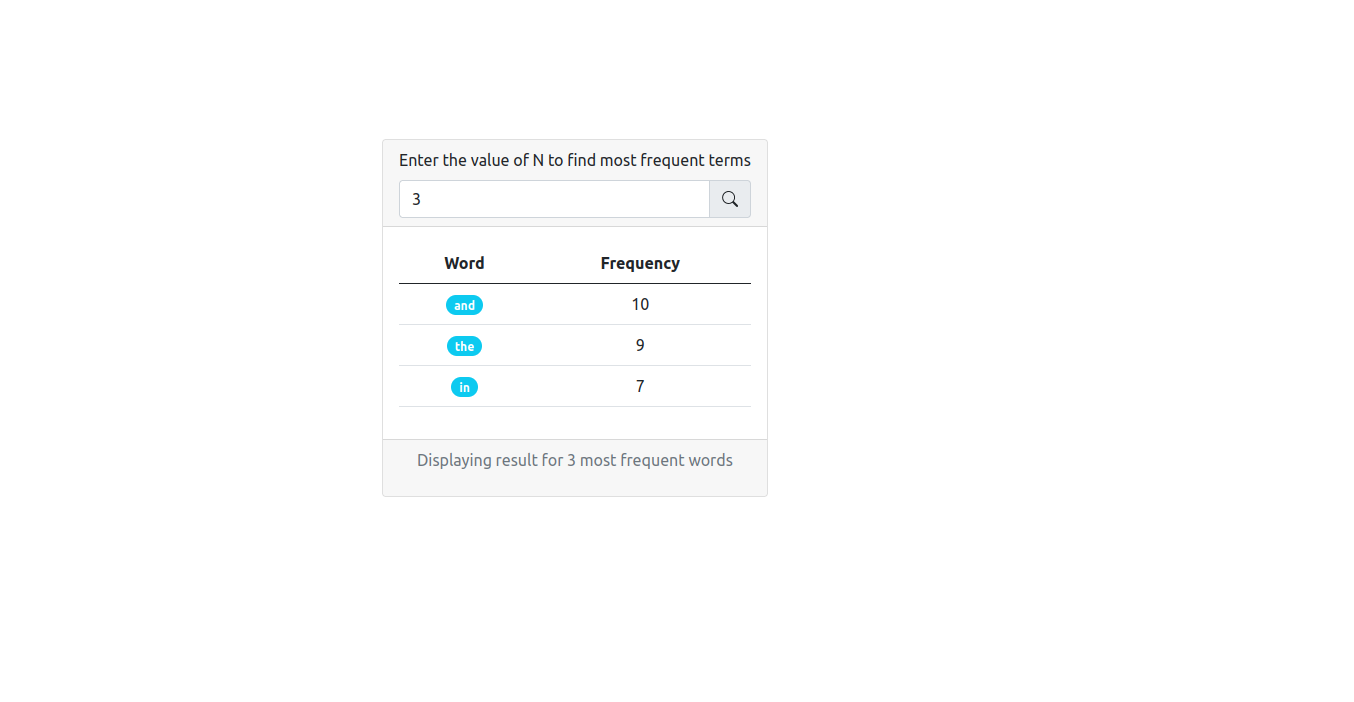 Enter the value of N to find most frequent terms
3
Word Frequency
and 10
the 9
in 7
Displaying result for 3 most frequent words